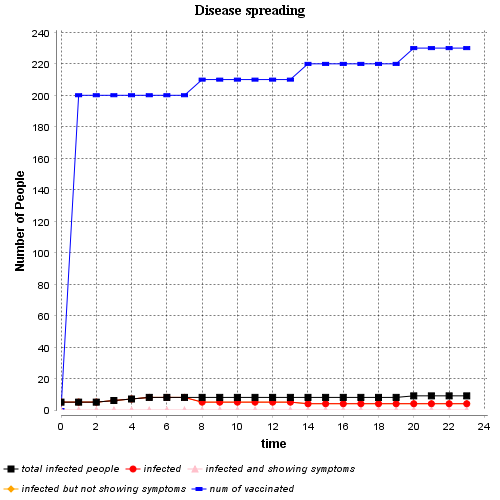 Disease spreading
240
220
200
180
160
140
120
100
80
60
40
20
0
Number of People
0 2 4 6 8 10 12 14 16 18 20 22 24
time
total infected people infected infected and showing symptoms
infected but not showing symptoms num of vaccinated